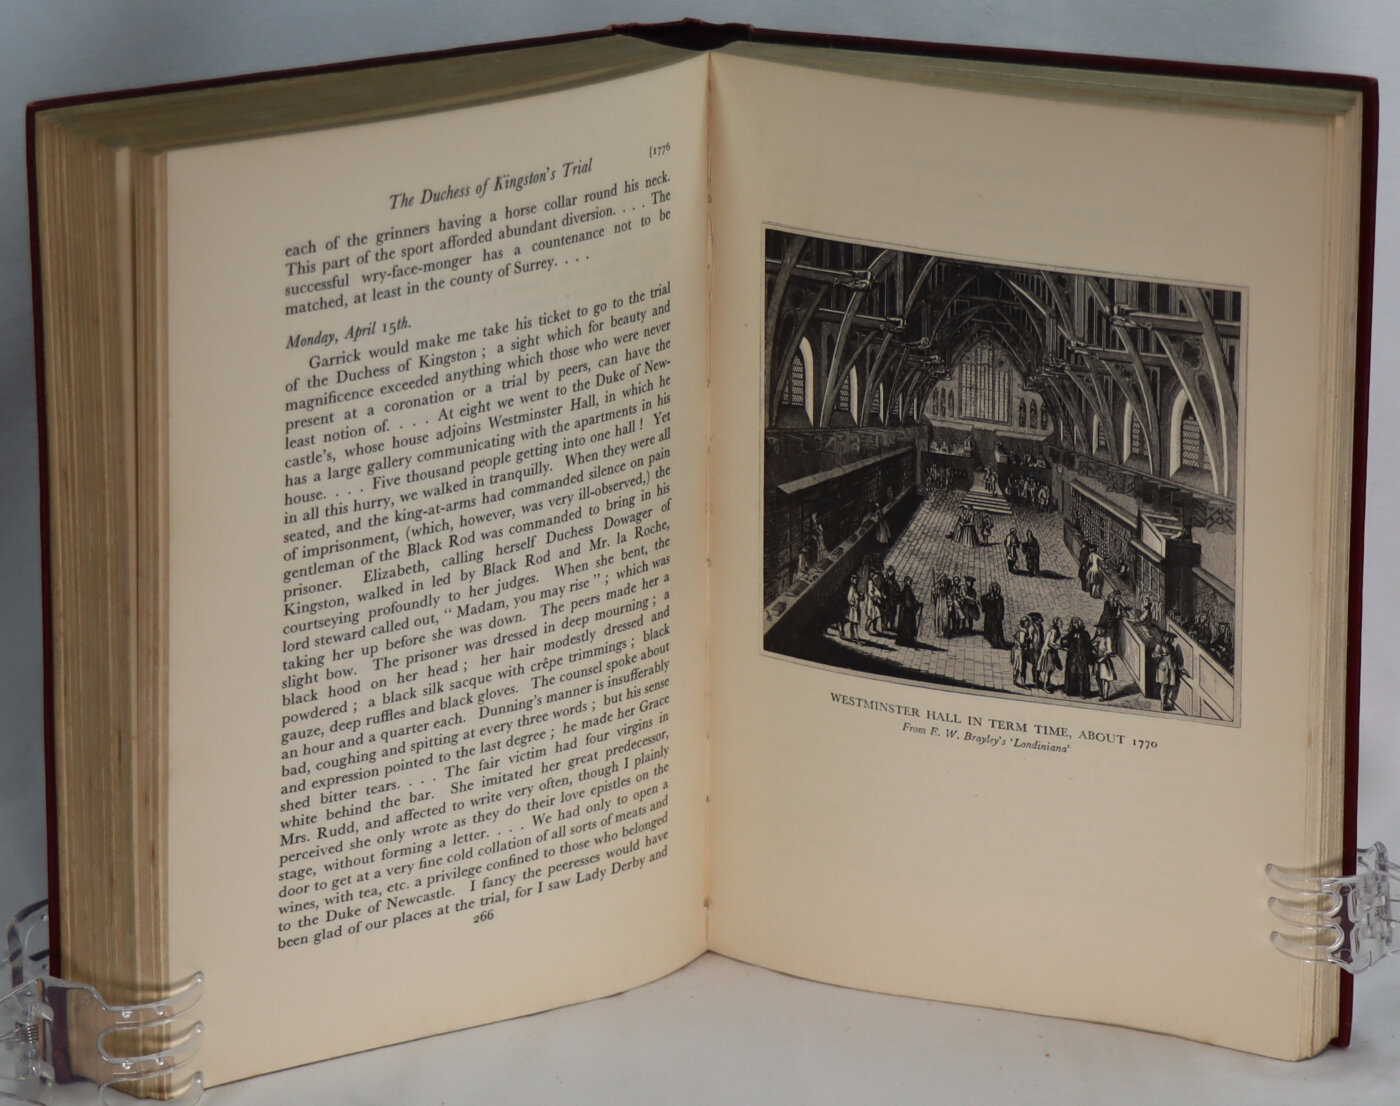 [1776
The Duchess of Kingston's Trial
each of the grinners having a horse collar round his neck.
This part of the sport afforded abundant diversion. . . . The
successful wry-face-monger has a countenance not to be
matched, at least in the county of Surrey. . . .
Monday, April 15th.
Garrick would make me take his ticket to go to the trial
of the Duchess of Kingston ; a sight which for beauty and
magnificence exceeded anything which those who were never
present at a coronation or a trial by peers, can have the
least notion of. . . . At eight we went to the Duke of New-
castle's, whose house adjoins Westminster Hall, in which he
has a large gallery communicating with the apartments in his
house. . . . Five thousand people getting into one hall ! Yet
in all this hurry, we walked in tranquilly. When they were all
seated, and the king-at-arms had commanded silence on pain
of imprisonment, (which, however, was very ill-observed,) the
gentleman of the Black Rod was commanded to bring in his
prisoner. Elizabeth, calling herself Duchess Dowager of
Kingston, walked in led by Black Rod and Mr. la Roche,
courtseying profoundly to her judges. When she bent, the
lord steward called out, " Madam, you may rise " ; which was
taking her up before she was down. The peers made her a
slight bow. The prisoner was dressed in deep mourning ; a
black hood on her head ; her hair modestly dressed and
powdered ; a black silk sacque with crêpe trimmings ; black
gauze, deep ruffles and black gloves. The counsel spoke about
an hour and a quarter each. Dunning's manner is insufferably
bad, coughing and spitting at every three words ; but his sense
and expression pointed to the last degree ; he made her Grace
shed bitter tears. . . . The fair victim had four virgins in
white behind the bar. She imitated her great predecessor,
Mrs. Rudd, and affected to write very often, though I plainly
perceived she only wrote as they do their love epistles on the
stage, without forming a letter. . . . We had only to open a
door to get at a very fine cold collation of all sorts of meats and
wines, with tea, etc. a privilege confined to those who belonged
to the Duke of Newcastle. I fancy the peeresses would have
been glad of our places at the trial, for I saw Lady Derby and
266
WESTMINSTER HALL IN TERM TIME, ABOUT 1770
From E. W. Brayley's 'Londiniana'